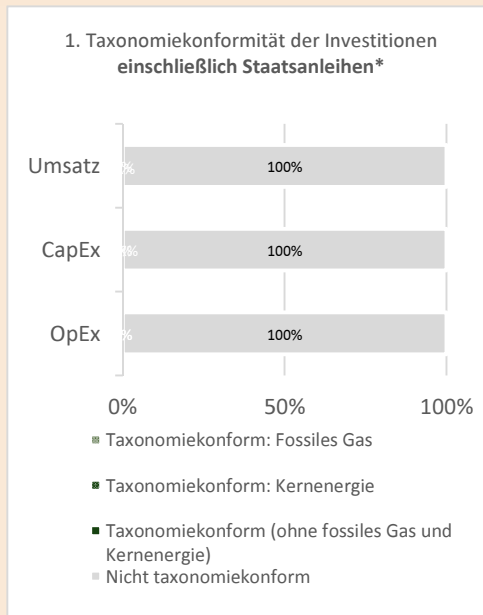 1. Taxonomiekonformität der Investitionen
einschließlich Staatsanleihen*
Umsatz
100%
CapEx
100%
OpEx
100%
0% 50% 100%
Taxonomiekonform: Fossiles Gas
Taxonomiekonform: Kernenergie
Taxonomiekonform (ohne fossiles Gas und
Kernenergie)
Nicht taxonomiekonform